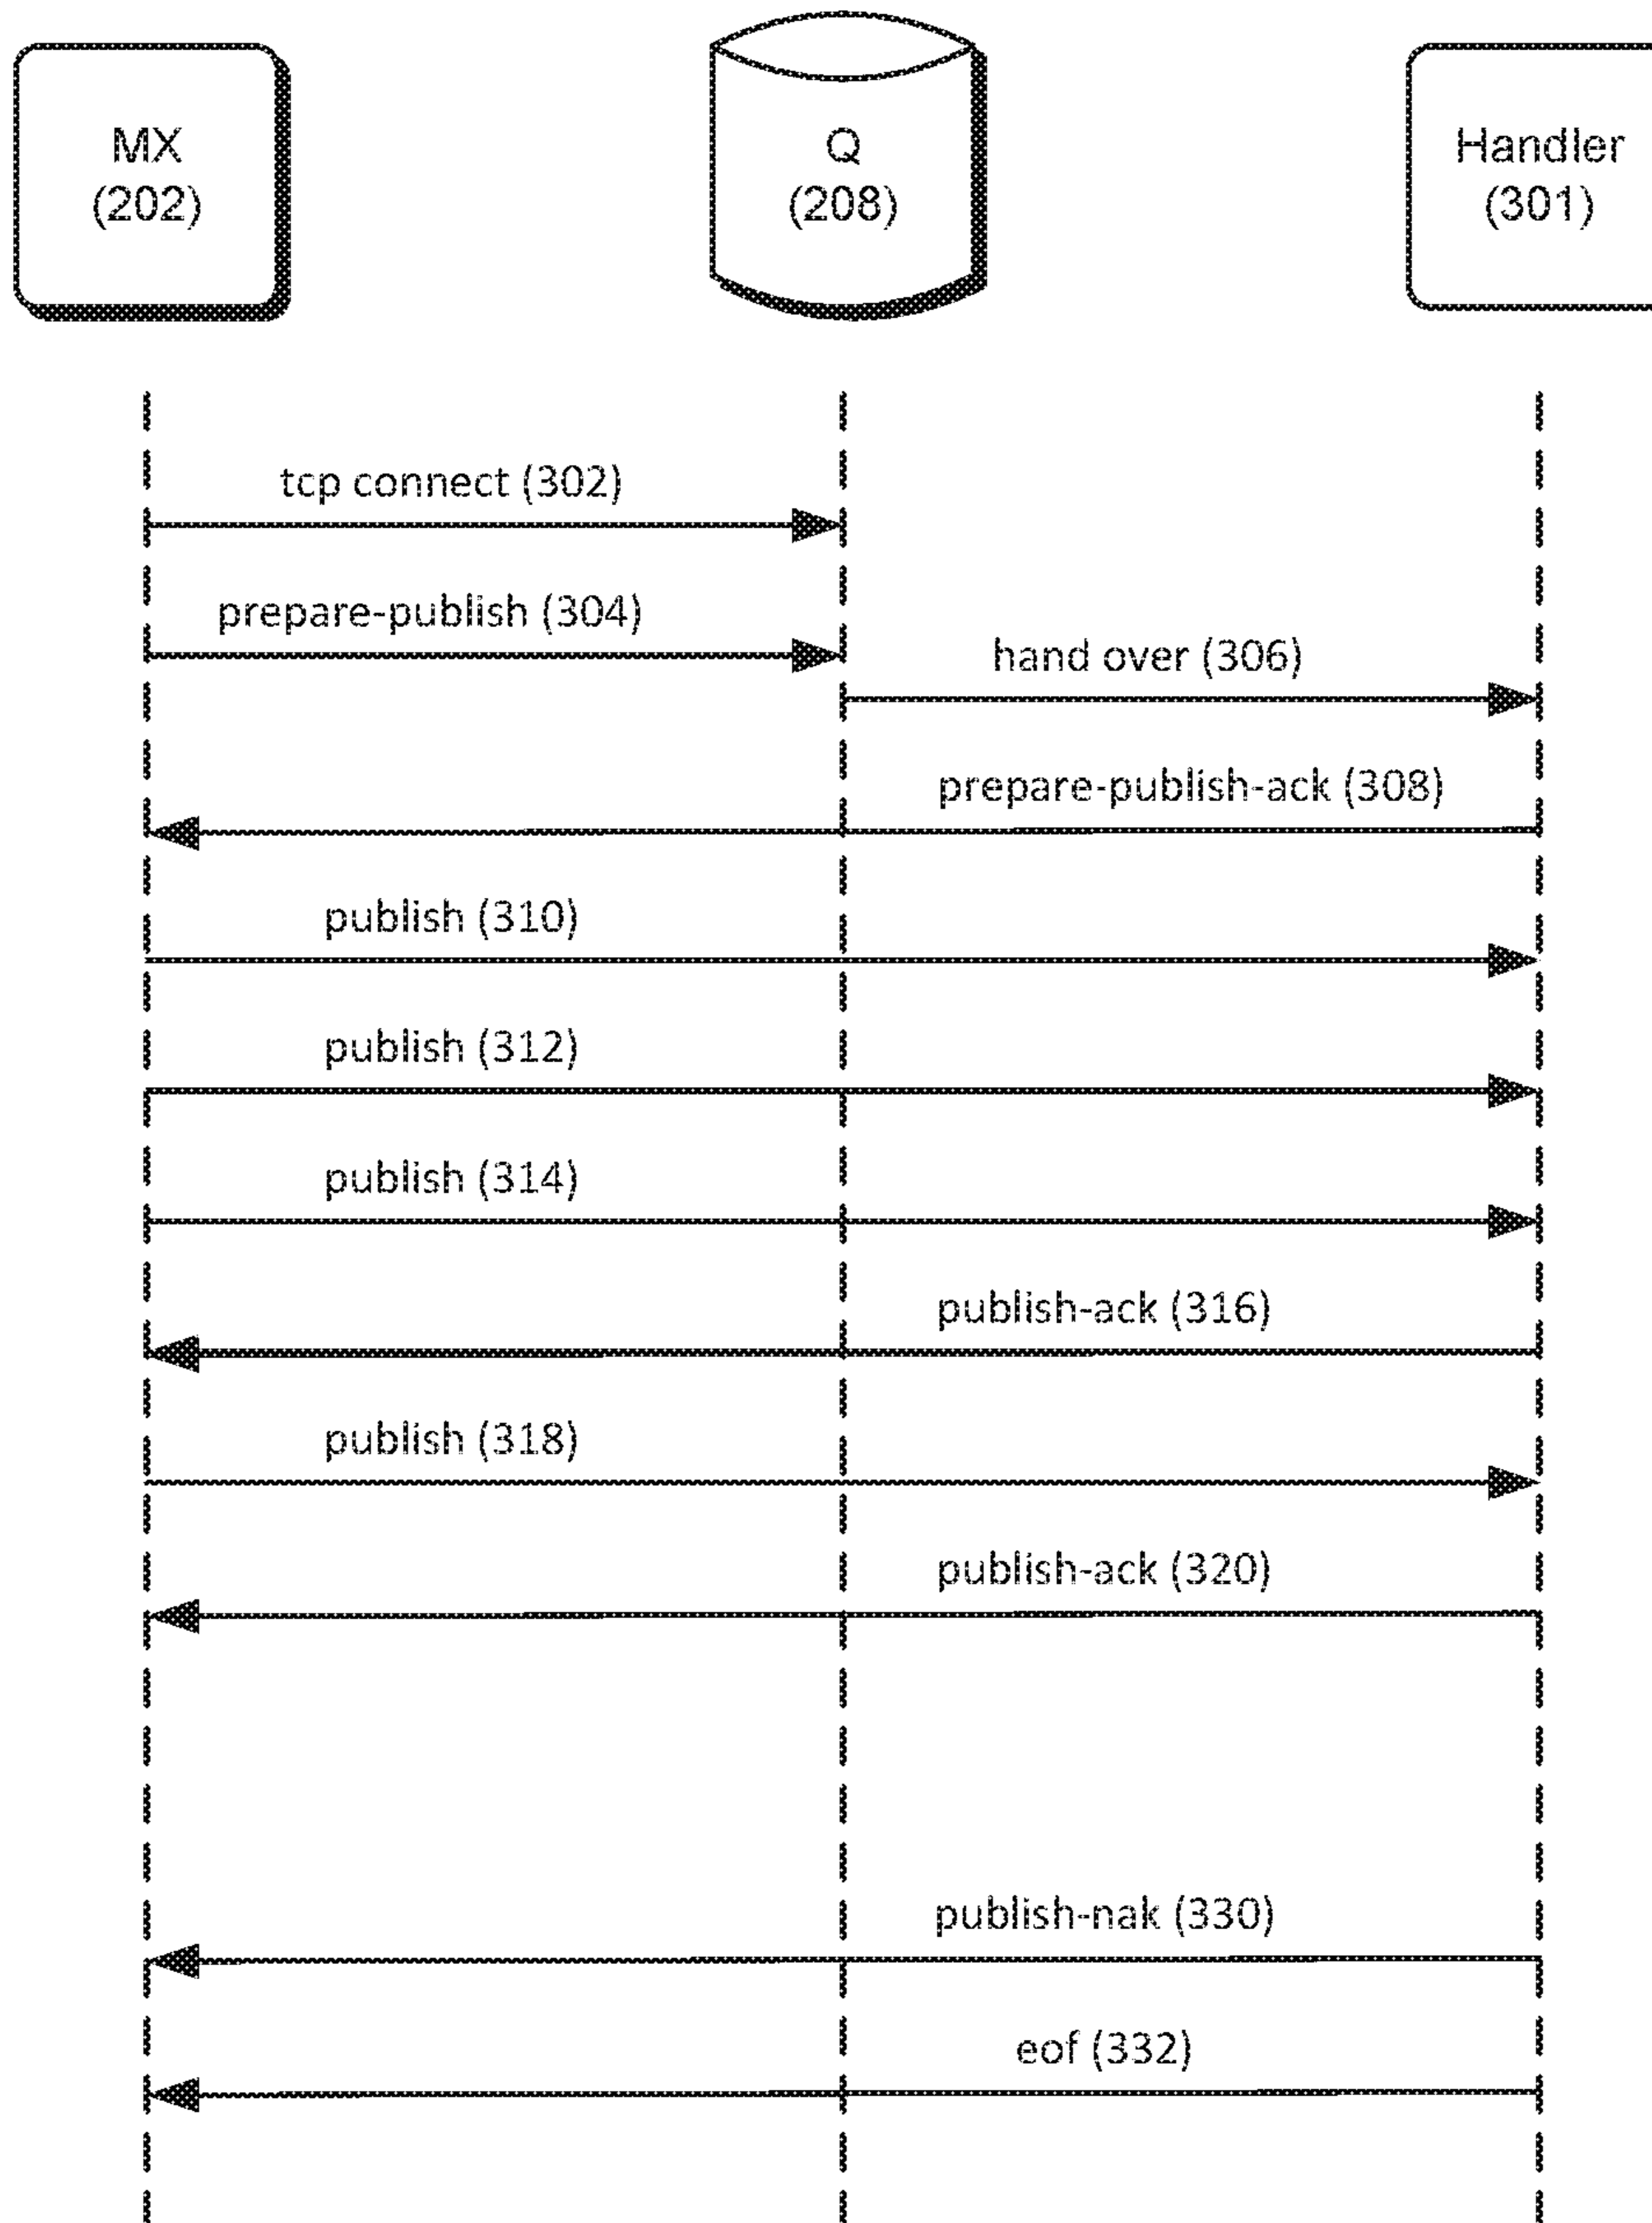 MX
(202)
Q
(208)
Handler
(301)
tcp connect (302)
prepare-publish (304)
hand over (306)
prepare-publish-ack (308)
publish (310)
publish (312)
publish (314)
publish-ack (316)
publish (318)
publish-ack (320)
publish-nak (330)
eof (332)